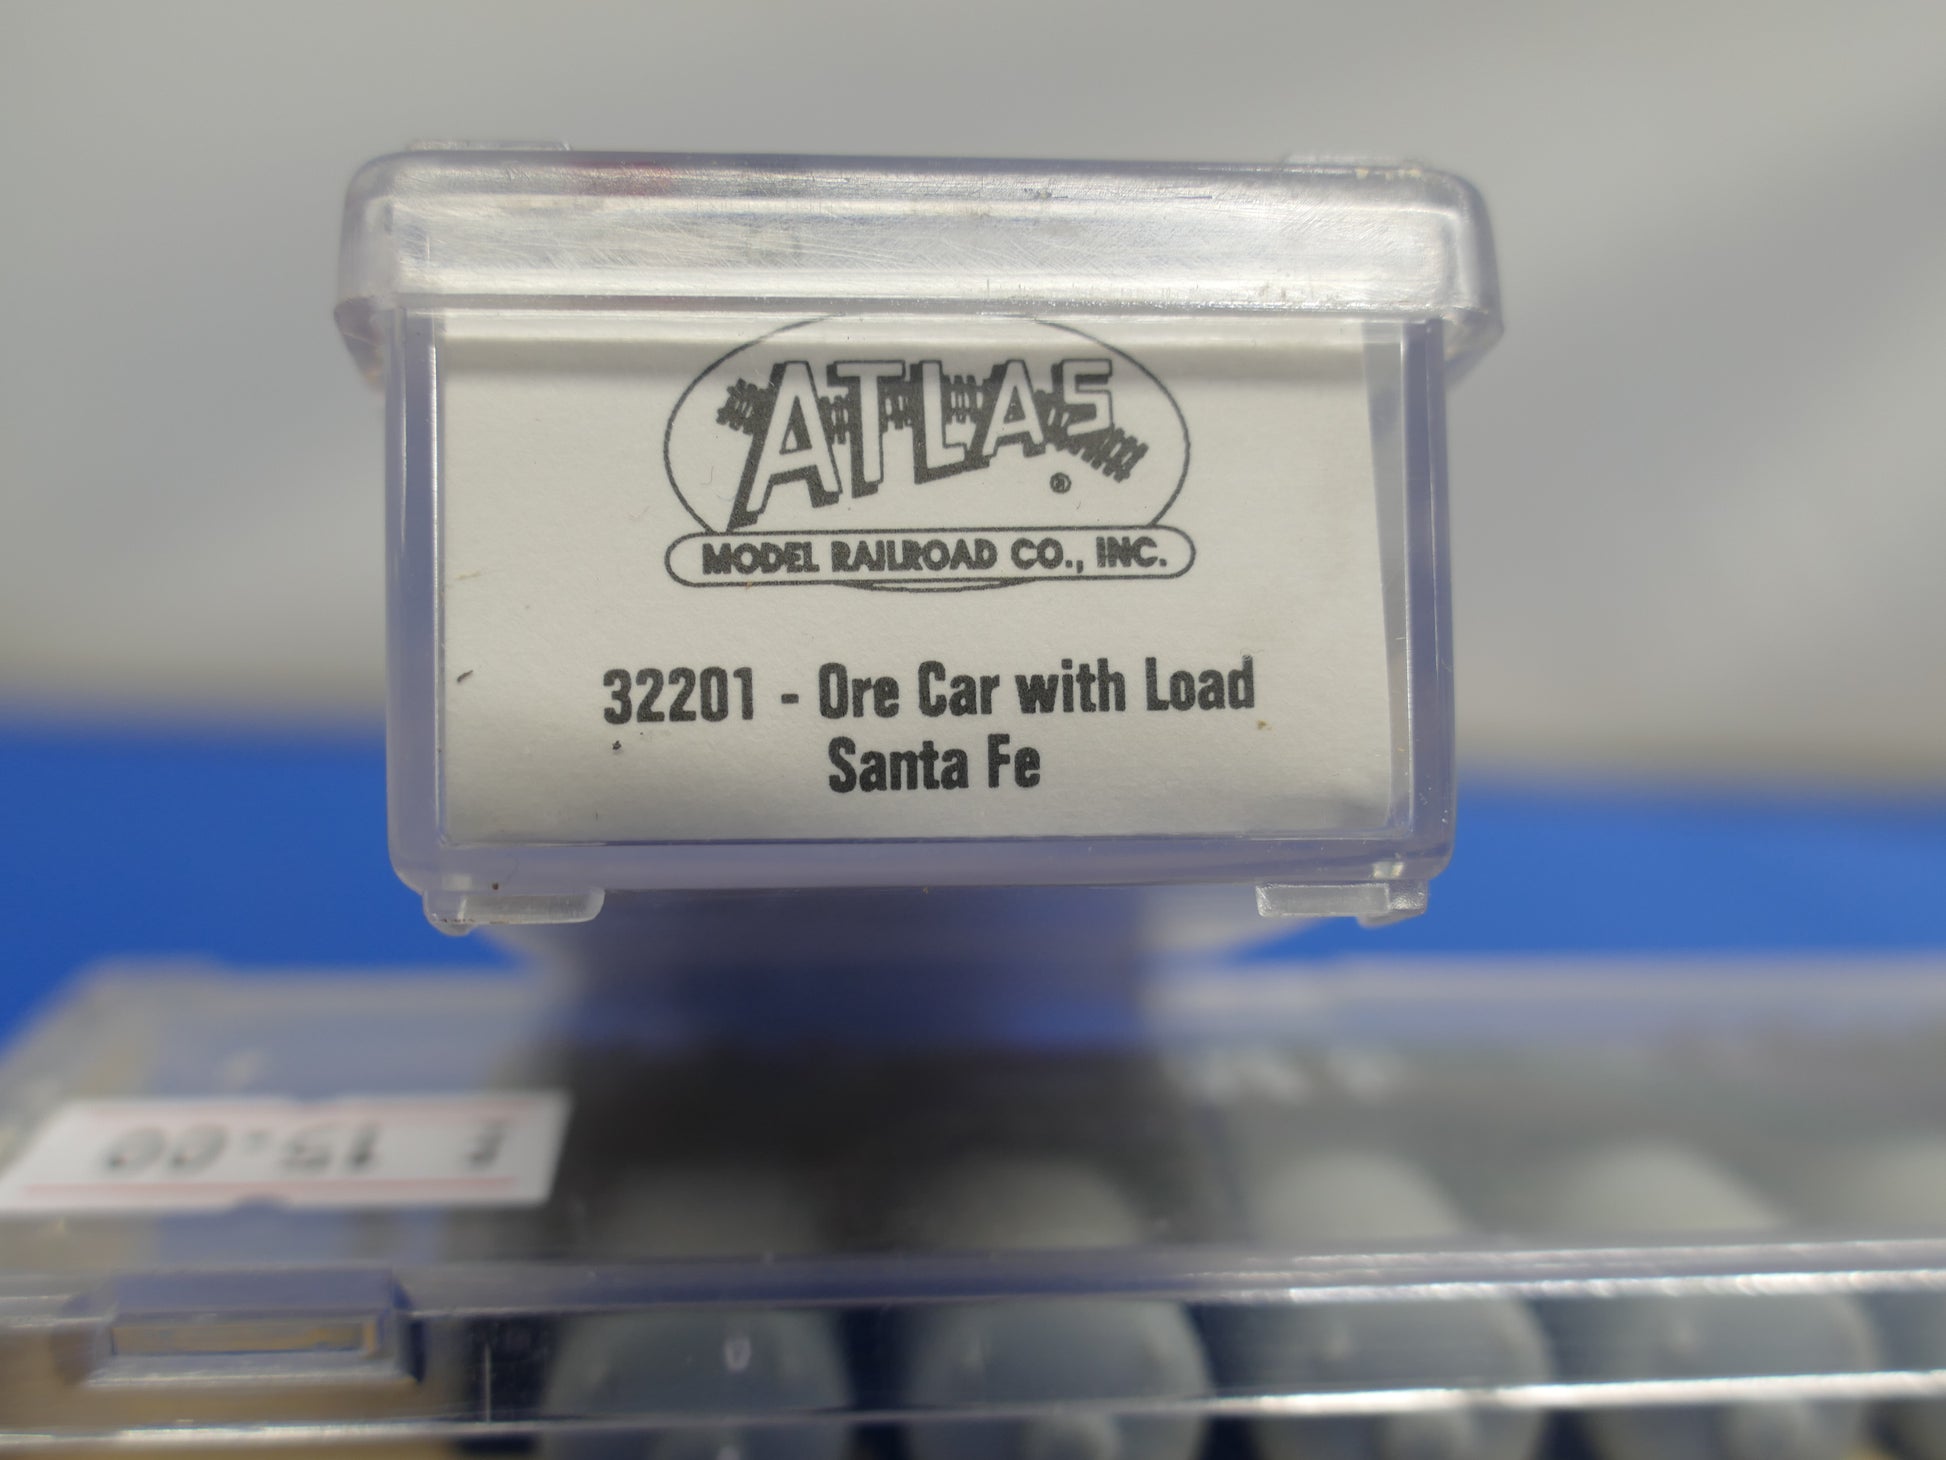 ATLAS
®
MODEL RAILROAD CO., INC.
32201 - Ore Car with Load
Santa Fe